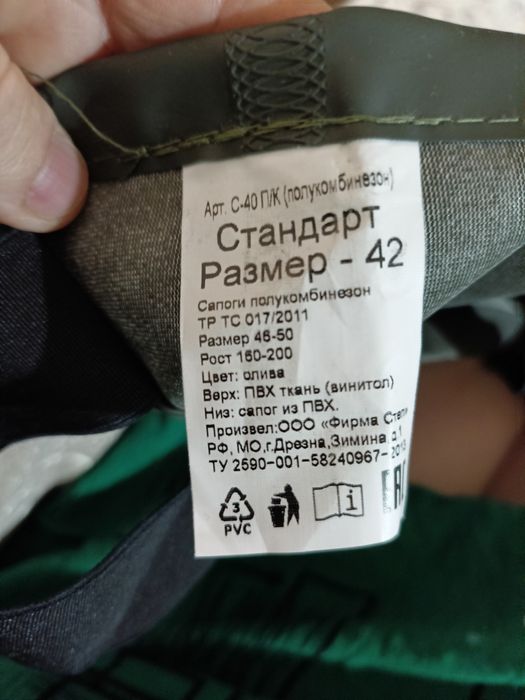 Арт. С-40 П/К (полукомбинезон)
Стандарт
Размер - 42
Сапоги полукомбинезон
ТР ТС 017/2011
Размер 46-50
Рост 160-200
Цвет: олива
Верх: ПВХ ткань (винитол)
Низ: сапог из ПВХ.
Произвел:ООО «Фирма
РФ, МО,г.Дрезна,Зимина, д.1
ТУ 2590-001-58240967-
3
PVC
i